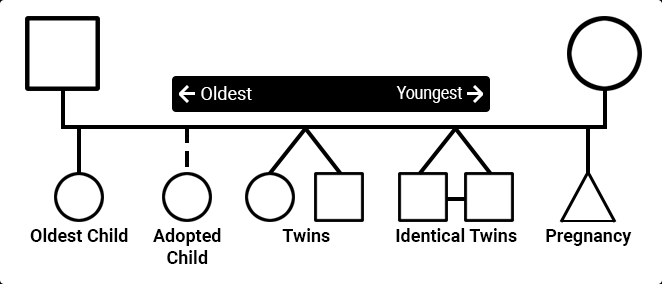 ← Oldest Youngest →
Oldest Child
Adopted
Child
Twins
Identical Twins
Pregnancy